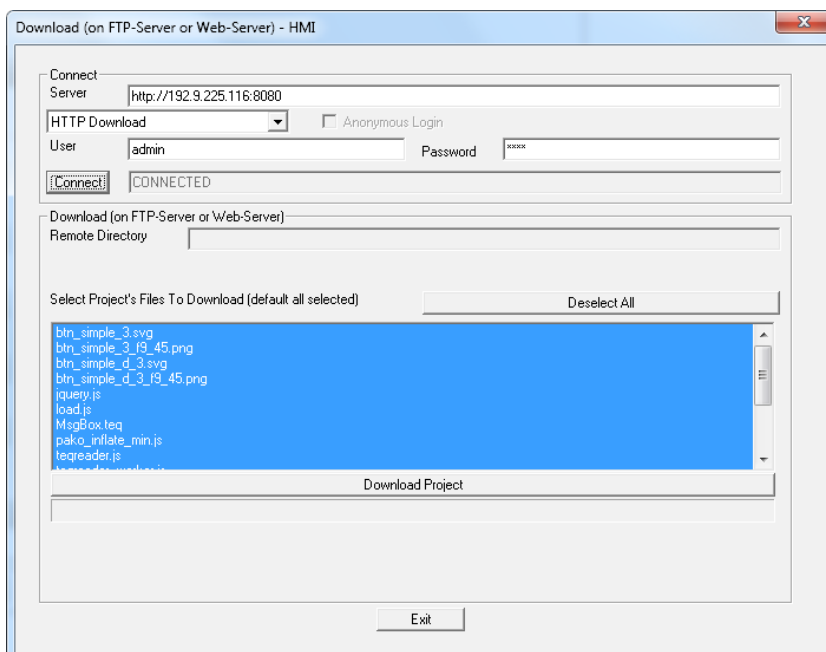 Download (on FTP-Server or Web-Server) - HMI
Connect
Server http://192.9.225.116:8080
HTTP Download Anonymous Login
User admin Password ****
Connect CONNECTED
Download (on FTP-Server or Web-Server)
Remote Directory
Select Project's Files To Download (default all selected) Deselect All
btn_simple_3.svg
btn_simple_3_f9_45.png
btn_simple_d_3.svg
btn_simple_d_3_f9_45.png
jquery.js
load.js
MsgBox.teq
pako_inflate_min.js
teqreader.js
Download Project
Exit